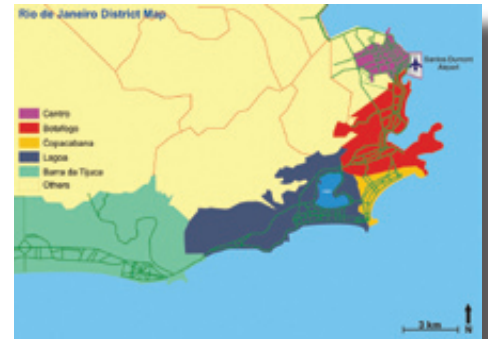 Rio de Janeiro District Map
Santos Dumont
Airport
Centro
Botafogo
Copacabana
Lagoa
Barra da Tijuca
Others
3 km
N